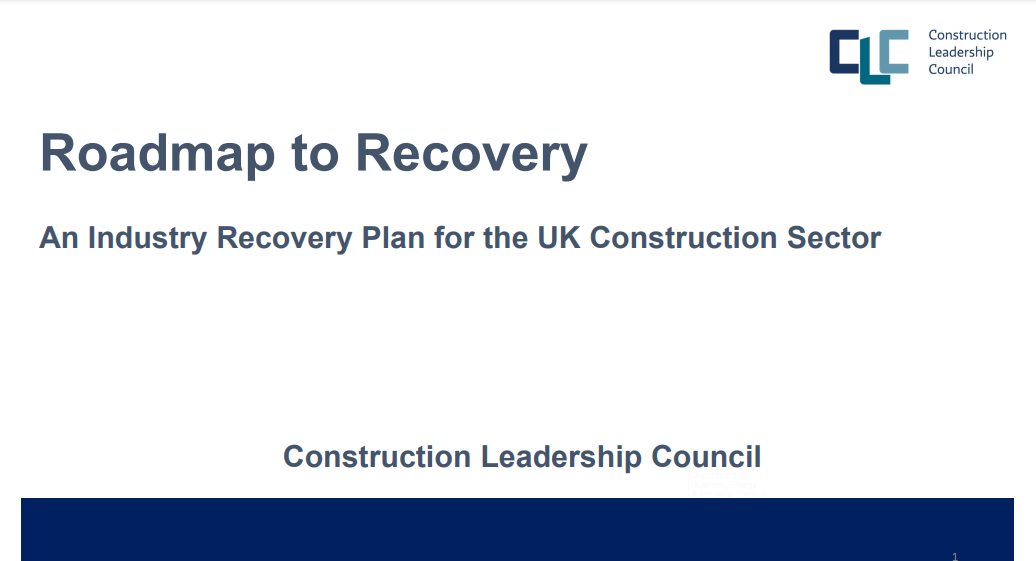 CLC
Construction
Leadership
Council
Roadmap to Recovery
An Industry Recovery Plan for the UK Construction Sector
Construction Leadership Council
1